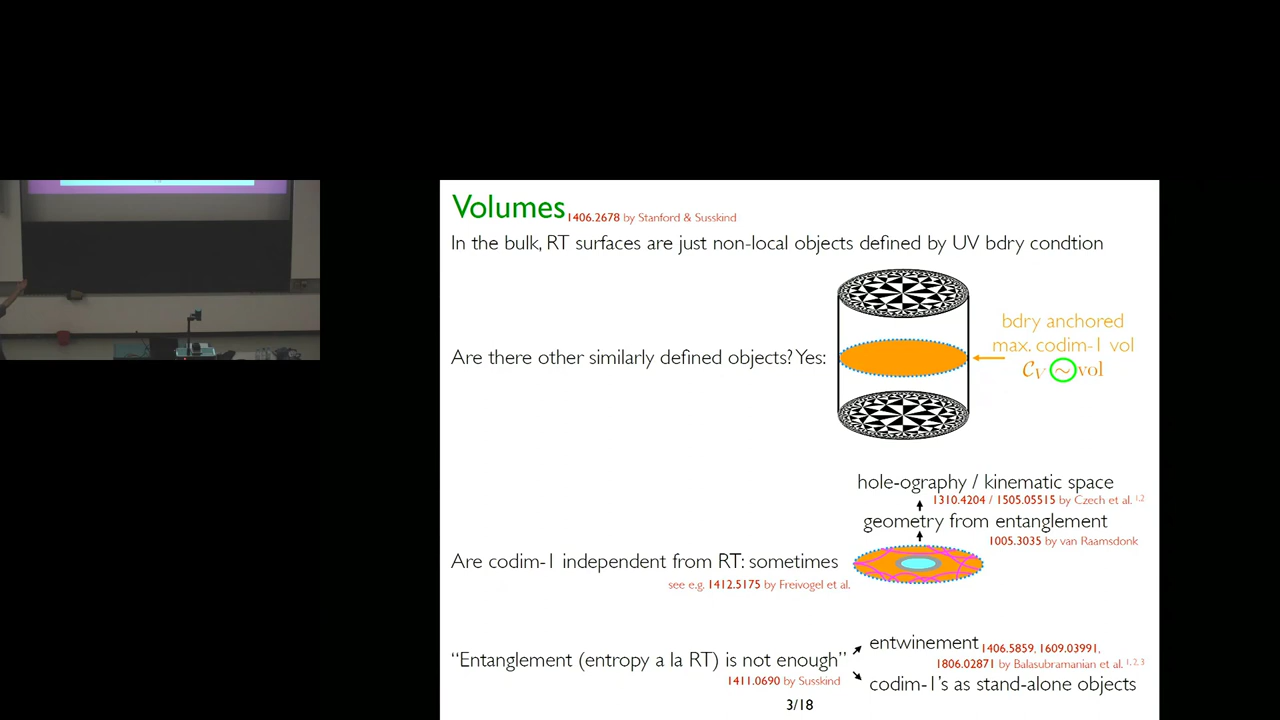 Volumes 1406.2678 by Stanford & Susskind
In the bulk, RT surfaces are just non-local objects defined by UV bdry condtion
bdry anchored
max. codim-1 vol
Are there other similarly defined objects? Yes:
𝒞V ~ vol
hole-ography / kinematic space
1310.4204 / 1505.05515 by Czech et al. 1,2
geometry from entanglement
1005.3035 by van Raamsdonk
Are codim-1 independent from RT: sometimes
see e.g. 1412.5175 by Freivogel et al.
entwinement 1406.5859, 1609.03991,
1806.02871 by Balasubramanian et al. 1, 2, 3
“Entanglement (entropy a la RT) is not enough”
1411.0690 by Susskind
codim-1's as stand-alone objects
3/18